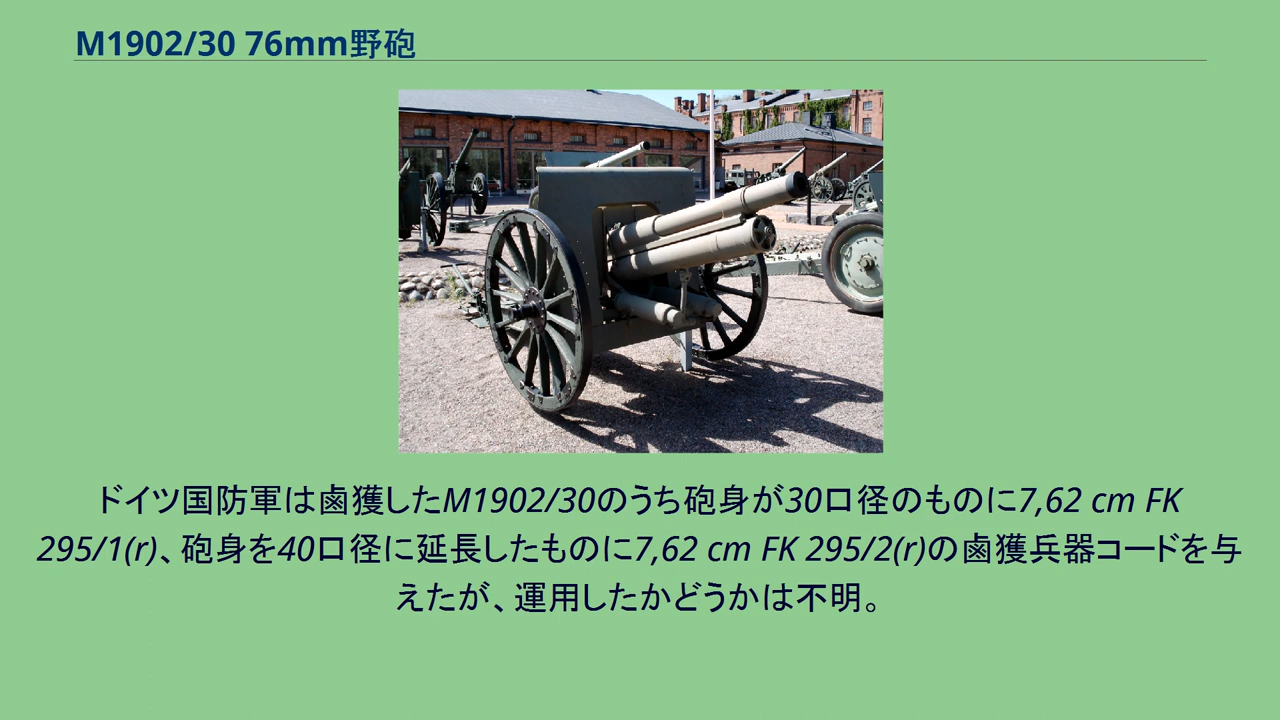 M1902/30 76mm野砲
ドイツ国防軍は鹵獲したM1902/30のうち砲身が30口径のものに7,62 cm FK
295/1(r)、砲身を40口径に延長したものに7,62 cm FK 295/2(r)の鹵獲兵器コードを与
えたが、運用したかどうかは不明。